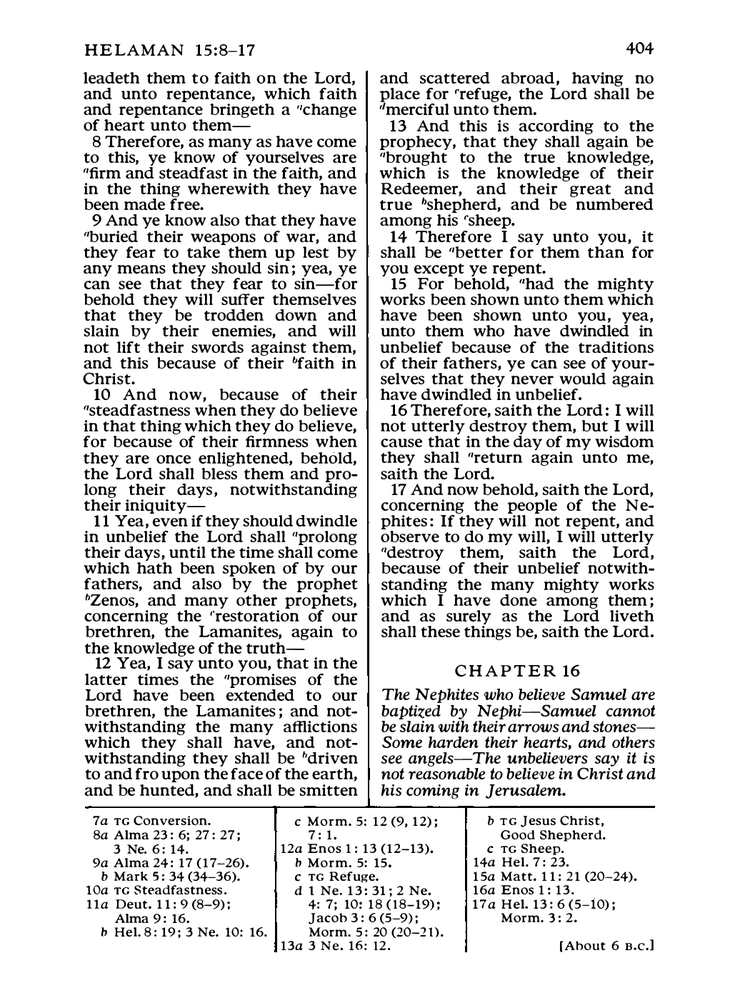 HELAMAN 15:8–17
404
leadeth them to faith on the Lord,
and unto repentance, which faith
and repentance bringeth a ᵃchange
of heart unto them—
8 Therefore, as many as have come
to this, ye know of yourselves are
ᵃfirm and steadfast in the faith, and
in the thing wherewith they have
been made free.
9 And ye know also that they have
ᵃburied their weapons of war, and
they fear to take them up lest by
any means they should sin; yea, ye
can see that they fear to sin—for
behold they will suffer themselves
that they be trodden down and
slain by their enemies, and will
not lift their swords against them,
and this because of their ᵇfaith in
Christ.
10 And now, because of their
ᵃsteadfastness when they do believe
in that thing which they do believe,
for because of their firmness when
they are once enlightened, behold,
the Lord shall bless them and pro-
long their days, notwithstanding
their iniquity—
11 Yea, even if they should dwindle
in unbelief the Lord shall ᵃprolong
their days, until the time shall come
which hath been spoken of by our
fathers, and also by the prophet
ᵇZenos, and many other prophets,
concerning the ᶜrestoration of our
brethren, the Lamanites, again to
the knowledge of the truth—
12 Yea, I say unto you, that in the
latter times the ᵃpromises of the
Lord have been extended to our
brethren, the Lamanites; and not-
withstanding the many afflictions
which they shall have, and not-
withstanding they shall be ᵇdriven
to and fro upon the face of the earth,
and be hunted, and shall be smitten
and scattered abroad, having no
place for ᶜrefuge, the Lord shall be
ᵈmerciful unto them.
13 And this is according to the
prophecy, that they shall again be
ᵃbrought to the true knowledge,
which is the knowledge of their
Redeemer, and their great and
true ᵇshepherd, and be numbered
among his ᶜsheep.
14 Therefore I say unto you, it
shall be ᵃbetter for them than for
you except ye repent.
15 For behold, ᵃhad the mighty
works been shown unto them which
have been shown unto you, yea,
unto them who have dwindled in
unbelief because of the traditions
of their fathers, ye can see of your-
selves that they never would again
have dwindled in unbelief.
16 Therefore, saith the Lord: I will
not utterly destroy them, but I will
cause that in the day of my wisdom
they shall ᵃreturn again unto me,
saith the Lord.
17 And now behold, saith the Lord,
concerning the people of the Ne-
phites: If they will not repent, and
observe to do my will, I will utterly
ᵃdestroy them, saith the Lord,
because of their unbelief notwith-
standing the many mighty works
which I have done among them;
and as surely as the Lord liveth
shall these things be, saith the Lord.
CHAPTER 16
The Nephites who believe Samuel are
baptized by Nephi—Samuel cannot
be slain with their arrows and stones—
Some harden their hearts, and others
see angels—The unbelievers say it is
not reasonable to believe in Christ and
his coming in Jerusalem.
7a TG Conversion.
8a Alma 23: 6; 27: 27;
3 Ne. 6: 14.
9a Alma 24: 17 (17–26).
b Mark 5: 34 (34–36).
10a TG Steadfastness.
11a Deut. 11: 9 (8–9);
Alma 9: 16.
b Hel. 8: 19; 3 Ne. 10: 16.
c Morm. 5: 12 (9, 12);
7: 1.
12a Enos 1: 13 (12–13).
b Morm. 5: 15.
c TG Refuge.
d 1 Ne. 13: 31; 2 Ne.
4: 7; 10: 18 (18–19);
Jacob 3: 6 (5–9);
Morm. 5: 20 (20–21).
13a 3 Ne. 16: 12.
b TG Jesus Christ,
Good Shepherd.
c TG Sheep.
14a Hel. 7: 23.
15a Matt. 11: 21 (20–24).
16a Enos 1: 13.
17a Hel. 13: 6 (5–10);
Morm. 3: 2.
[About 6 B.C.]